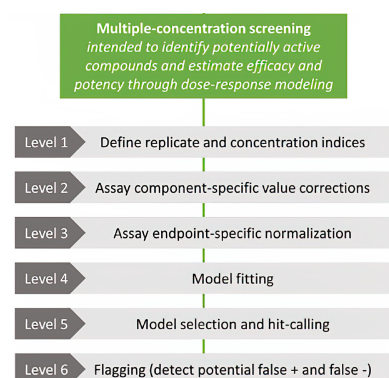 Multiple-concentration screening
intended to identify potentially active
compounds and estimate efficacy and
potency through dose-response modeling
Level 1 Define replicate and concentration indices
Level 2 Assay component-specific value corrections
Level 3 Assay endpoint-specific normalization
Level 4 Model fitting
Level 5 Model selection and hit-calling
Level 6 Flagging (detect potential false + and false -)